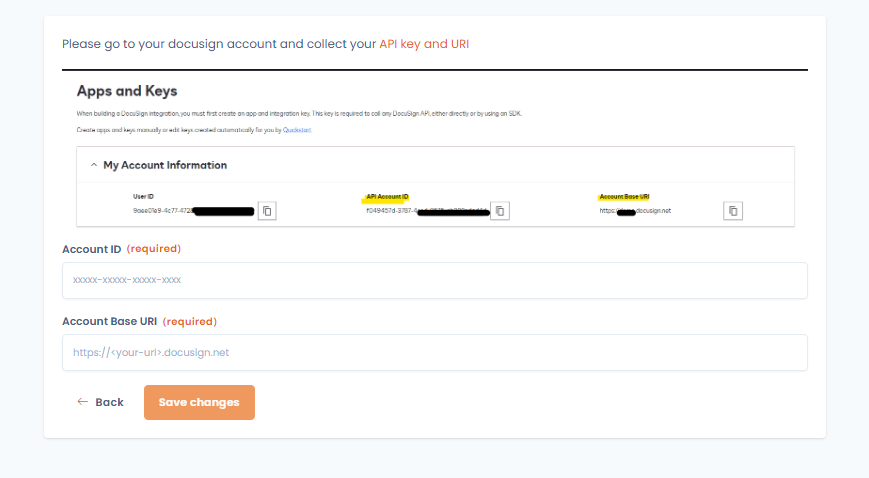 Please go to your docusign account and collect your API key and URI
Apps and Keys
When building a DocuSign integration, you must first create an app and integration key. This key is required to call any DocuSign API, either directly or by using an SDK.
Create apps and keys manually or edit keys created automatically for you by Quickstart.
My Account Information
User ID API Account ID Account Base URI
9aee01e9-4c77-472 f049457d-3787-4 https:// docusign.net
Account ID (required)
xxxxx-xxxxx-xxxxx-xxxx
Account Base URI (required)
https://<your-url>.docusign.net
← Back Save changes